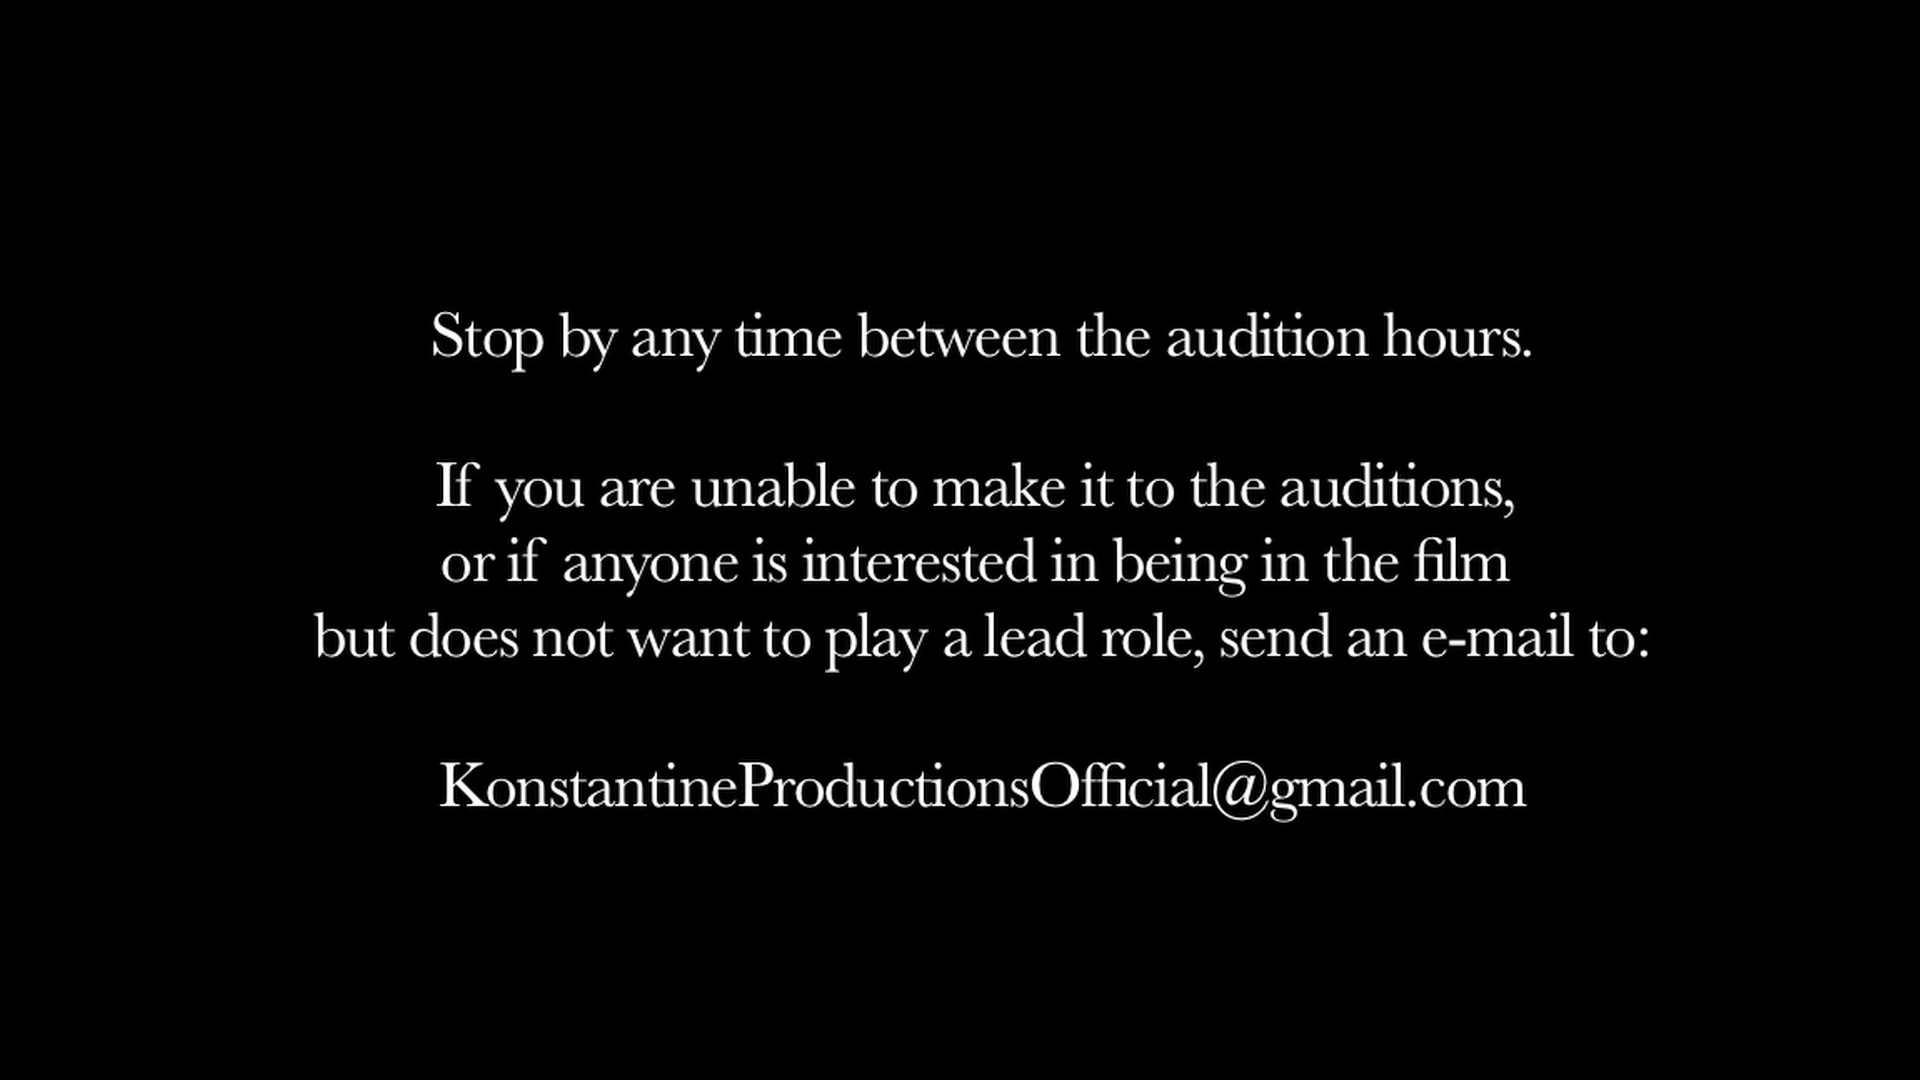 Stop by any time between the audition hours.
If you are unable to make it to the auditions,
or if anyone is interested in being in the film
but does not want to play a lead role, send an e-mail to:
KonstantineProductionsOfficial@gmail.com